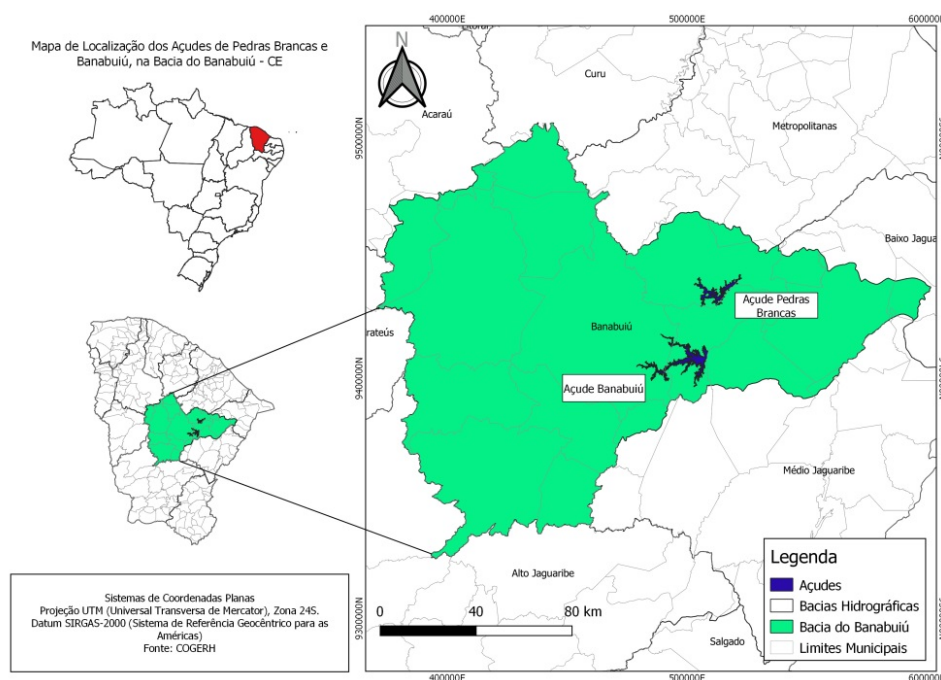 Mapa de Localização dos Açudes de Pedras Brancas e
Banabuiú, na Bacia do Banabuiú - CE
400000E
500000E
600000E
N
Curu
Acaraú
Metropolitanas
9500000N
Baixo Jagua
Açude Pedras
Brancas
rateús
Banabuiú
9400000N
Açude Banabuiú
Médio Jaguaribe
Alto Jaguaribe
Legenda
Açudes
Bacias Hidrográficas
Bacia do Banabuiú
Limites Municipais
0
40
80 km
9300000N
Salgado
400000E
500000E
600000E
Sistemas de Coordenadas Planas
Projeção UTM (Universal Transversa de Mercator), Zona 24S.
Datum SIRGAS-2000 (Sistema de Referência Geocêntrico para as
Américas)
Fonte: COGERH